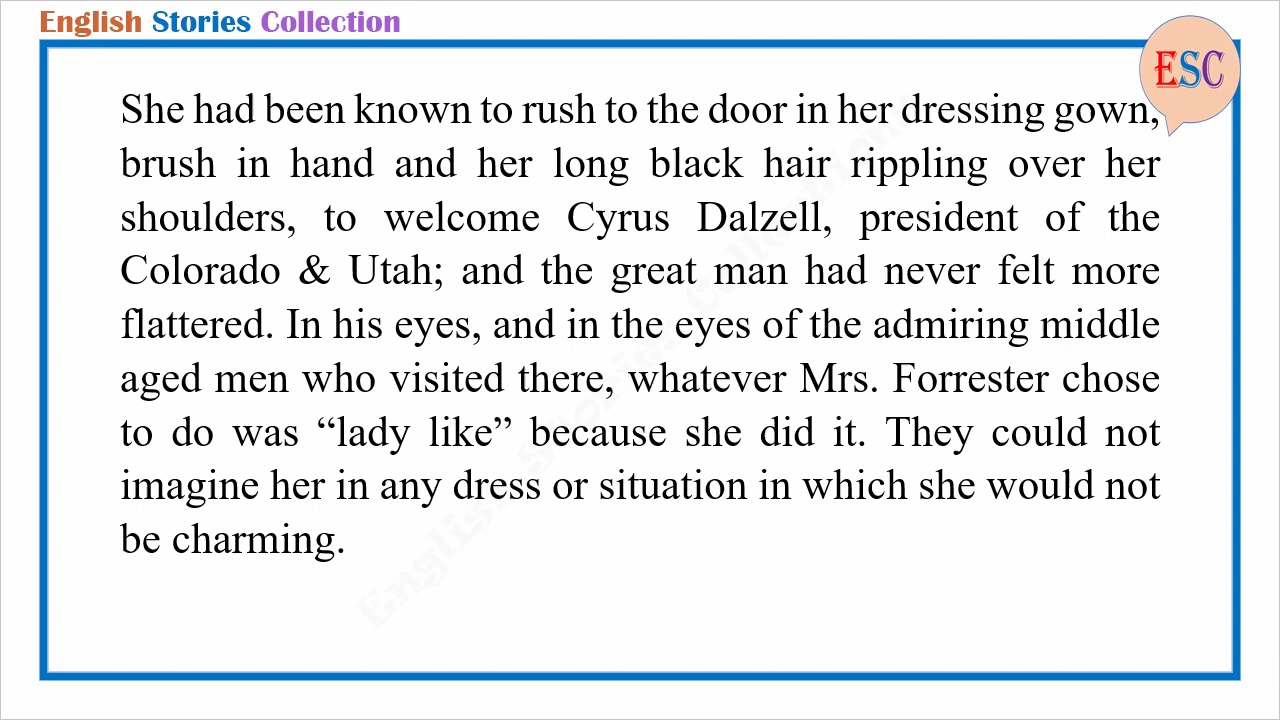 English Stories Collection
ESC
She had been known to rush to the door in her dressing gown,
brush in hand and her long black hair rippling over her
shoulders, to welcome Cyrus Dalzell, president of the
Colorado & Utah; and the great man had never felt more
flattered. In his eyes, and in the eyes of the admiring middle
aged men who visited there, whatever Mrs. Forrester chose
to do was “lady like” because she did it. They could not
imagine her in any dress or situation in which she would not
be charming.
English Stories Collection